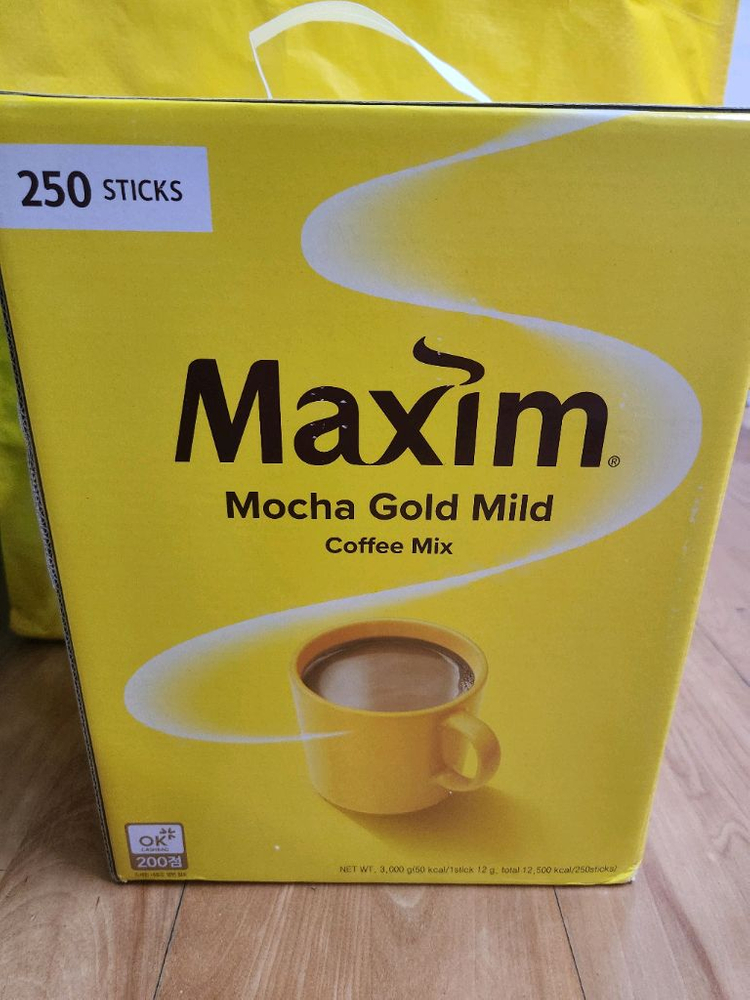 250 STICKS
Maxim®
Mocha Gold Mild
Coffee Mix
OK
CASHBAG
200점
NET WT. 3,000 g(50 kcal/1stick 12 g, total 12,500 kcal/250sticks)